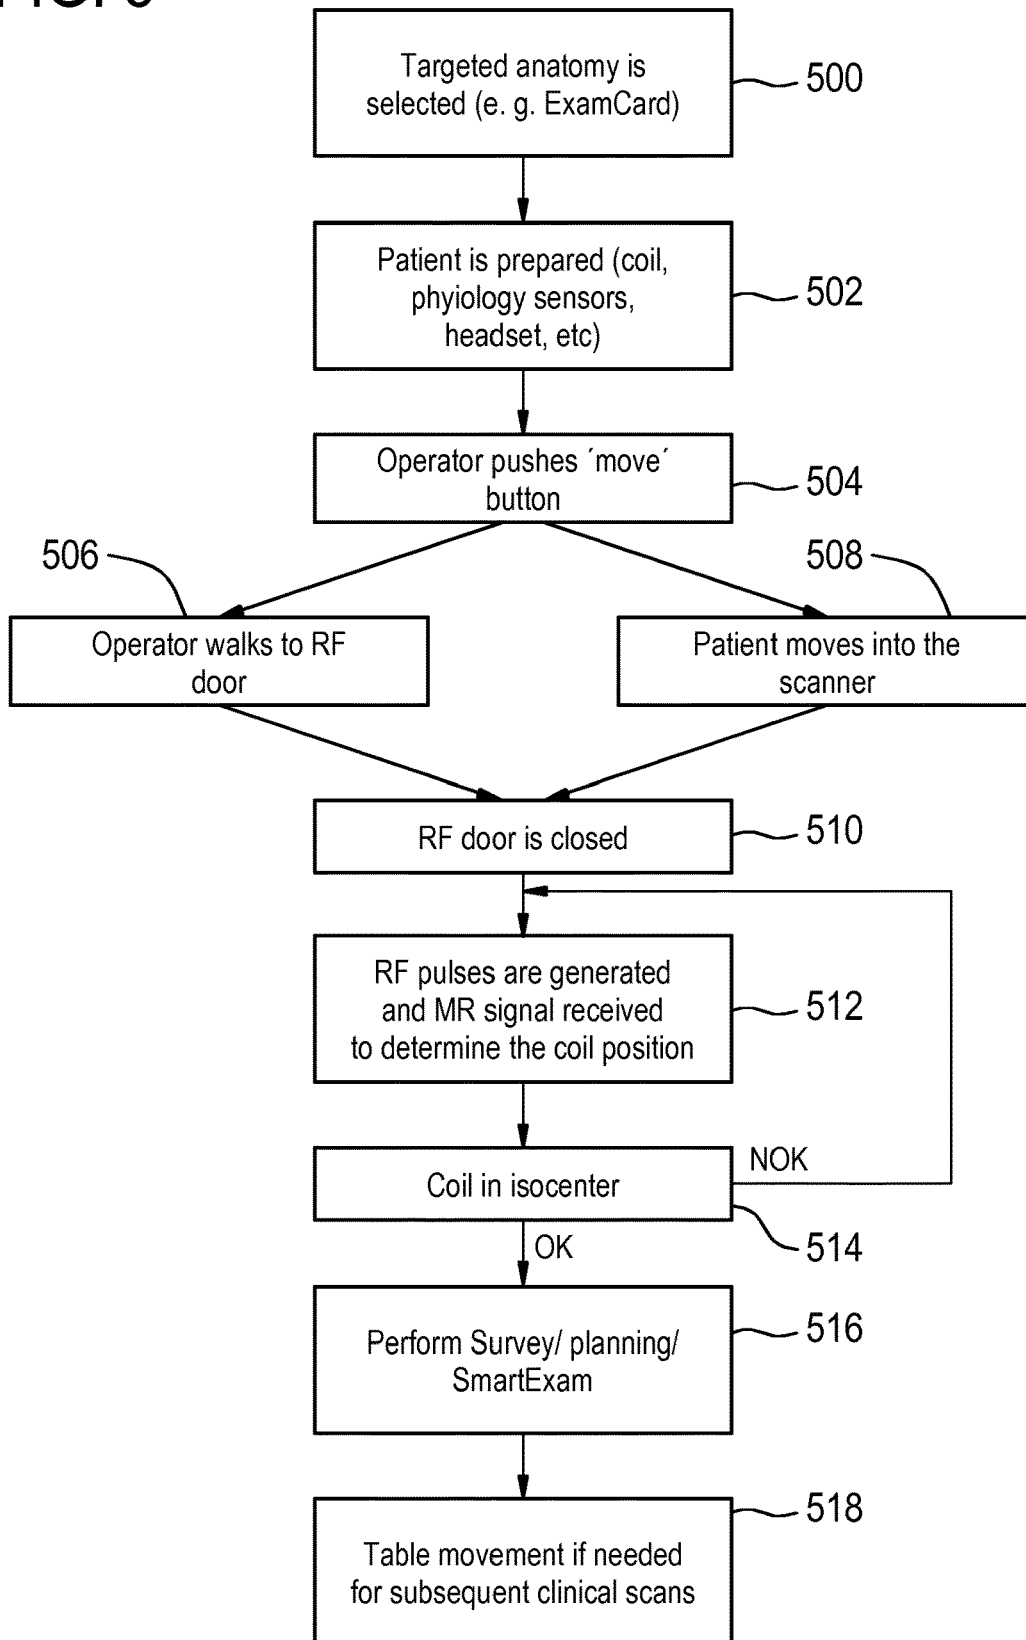 Targeted anatomy is
selected (e. g. ExamCard)
500
Patient is prepared (coil,
phyiology sensors,
headset, etc)
502
Operator pushes ´move´
button
504
506
508
Operator walks to RF
door
Patient moves into the
scanner
RF door is closed
510
RF pulses are generated
and MR signal received
to determine the coil position
512
Coil in isocenter
NOK
514
OK
Perform Survey/ planning/
SmartExam
516
Table movement if needed
for subsequent clinical scans
518